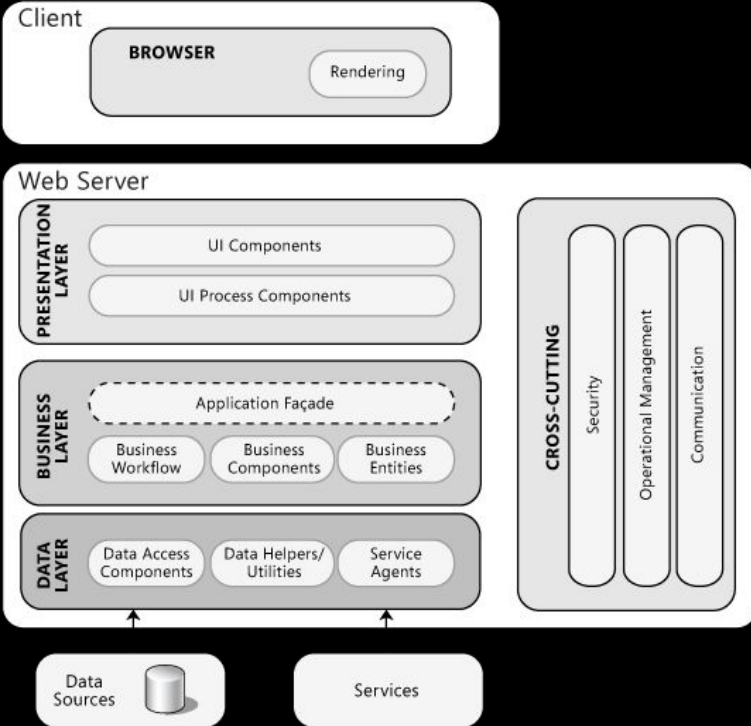 Client
BROWSER
Rendering
Web Server
PRESENTATION
LAYER
UI Components
UI Process Components
BUSINESS
LAYER
Application Façade
Business
Workflow
Business
Components
Business
Entities
DATA
LAYER
Data Access
Components
Data Helpers/
Utilities
Service
Agents
CROSS-CUTTING
Security
Operational Management
Communication
Data
Sources
Services